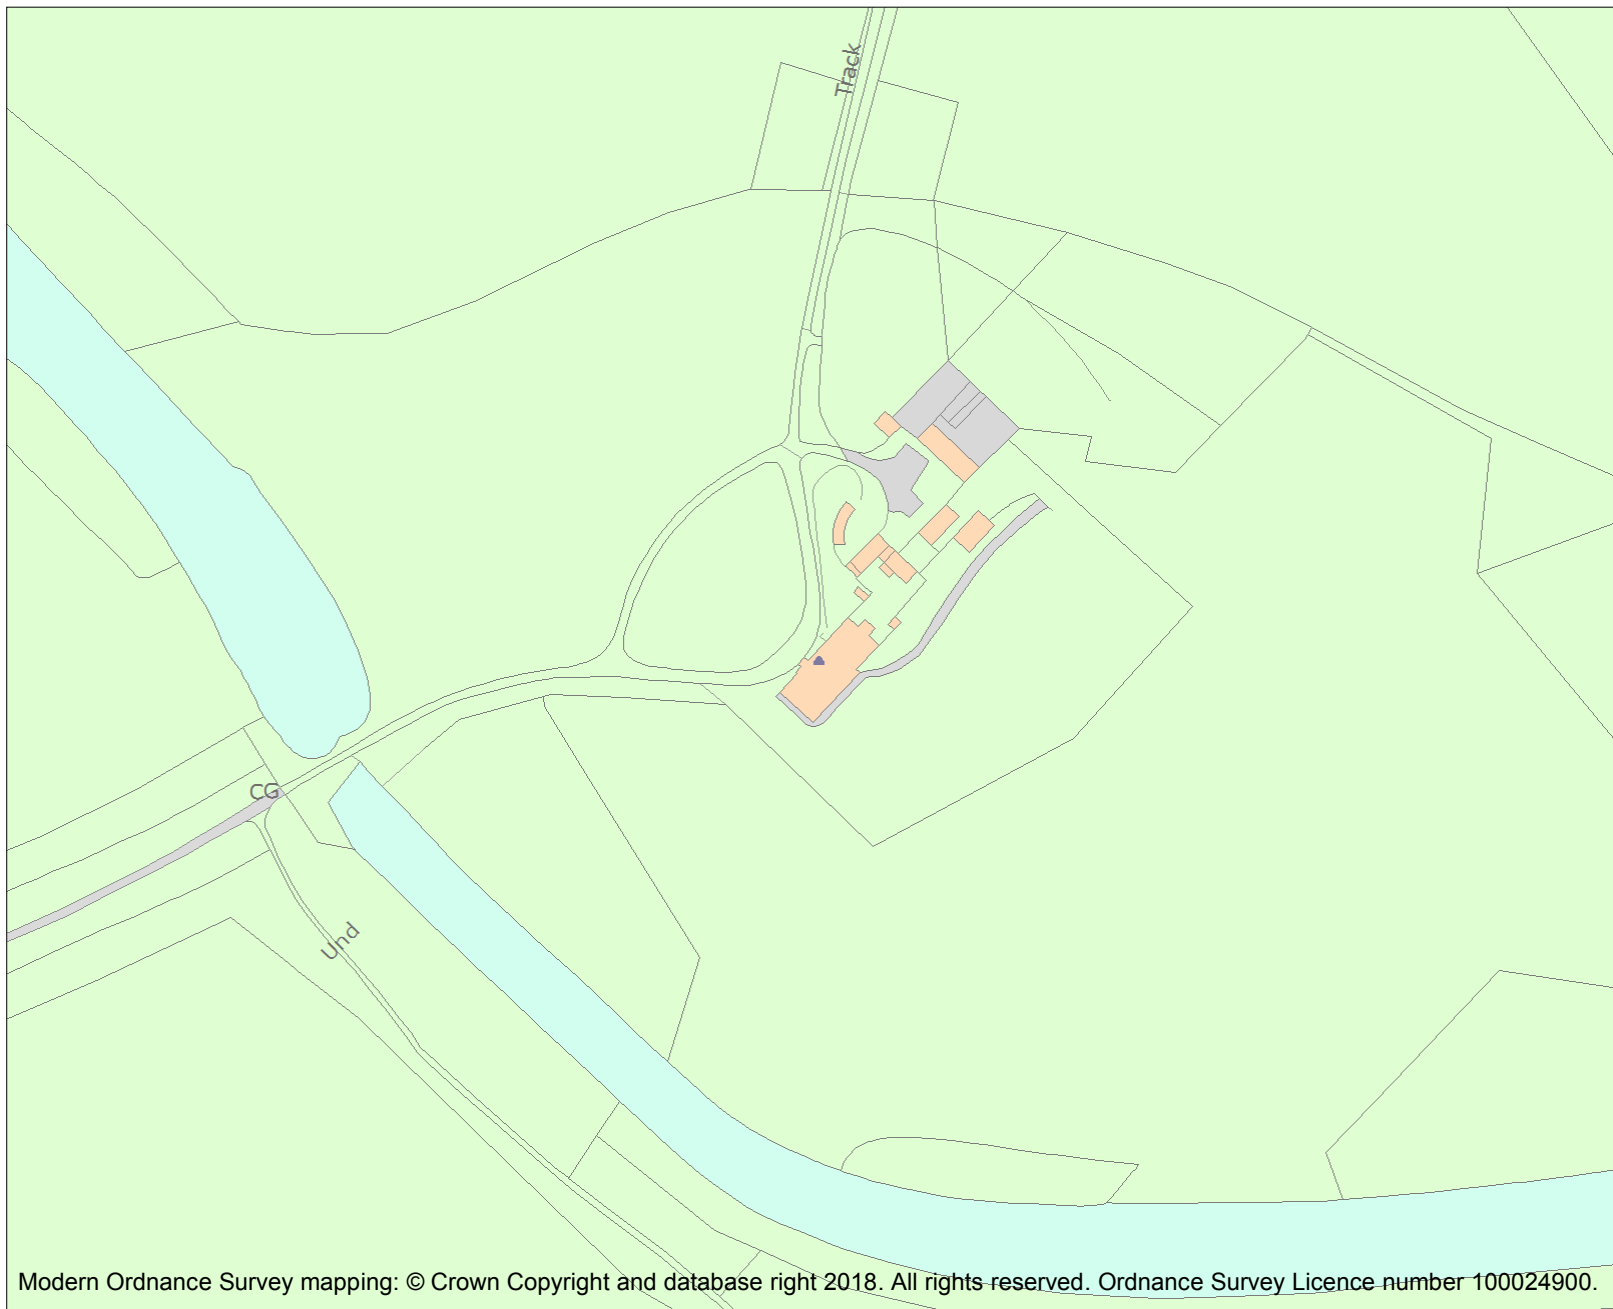 Track
CG
Und
Modern Ordnance Survey mapping: © Crown Copyright and database right 2018. All rights reserved. Ordnance Survey Licence number 100024900.